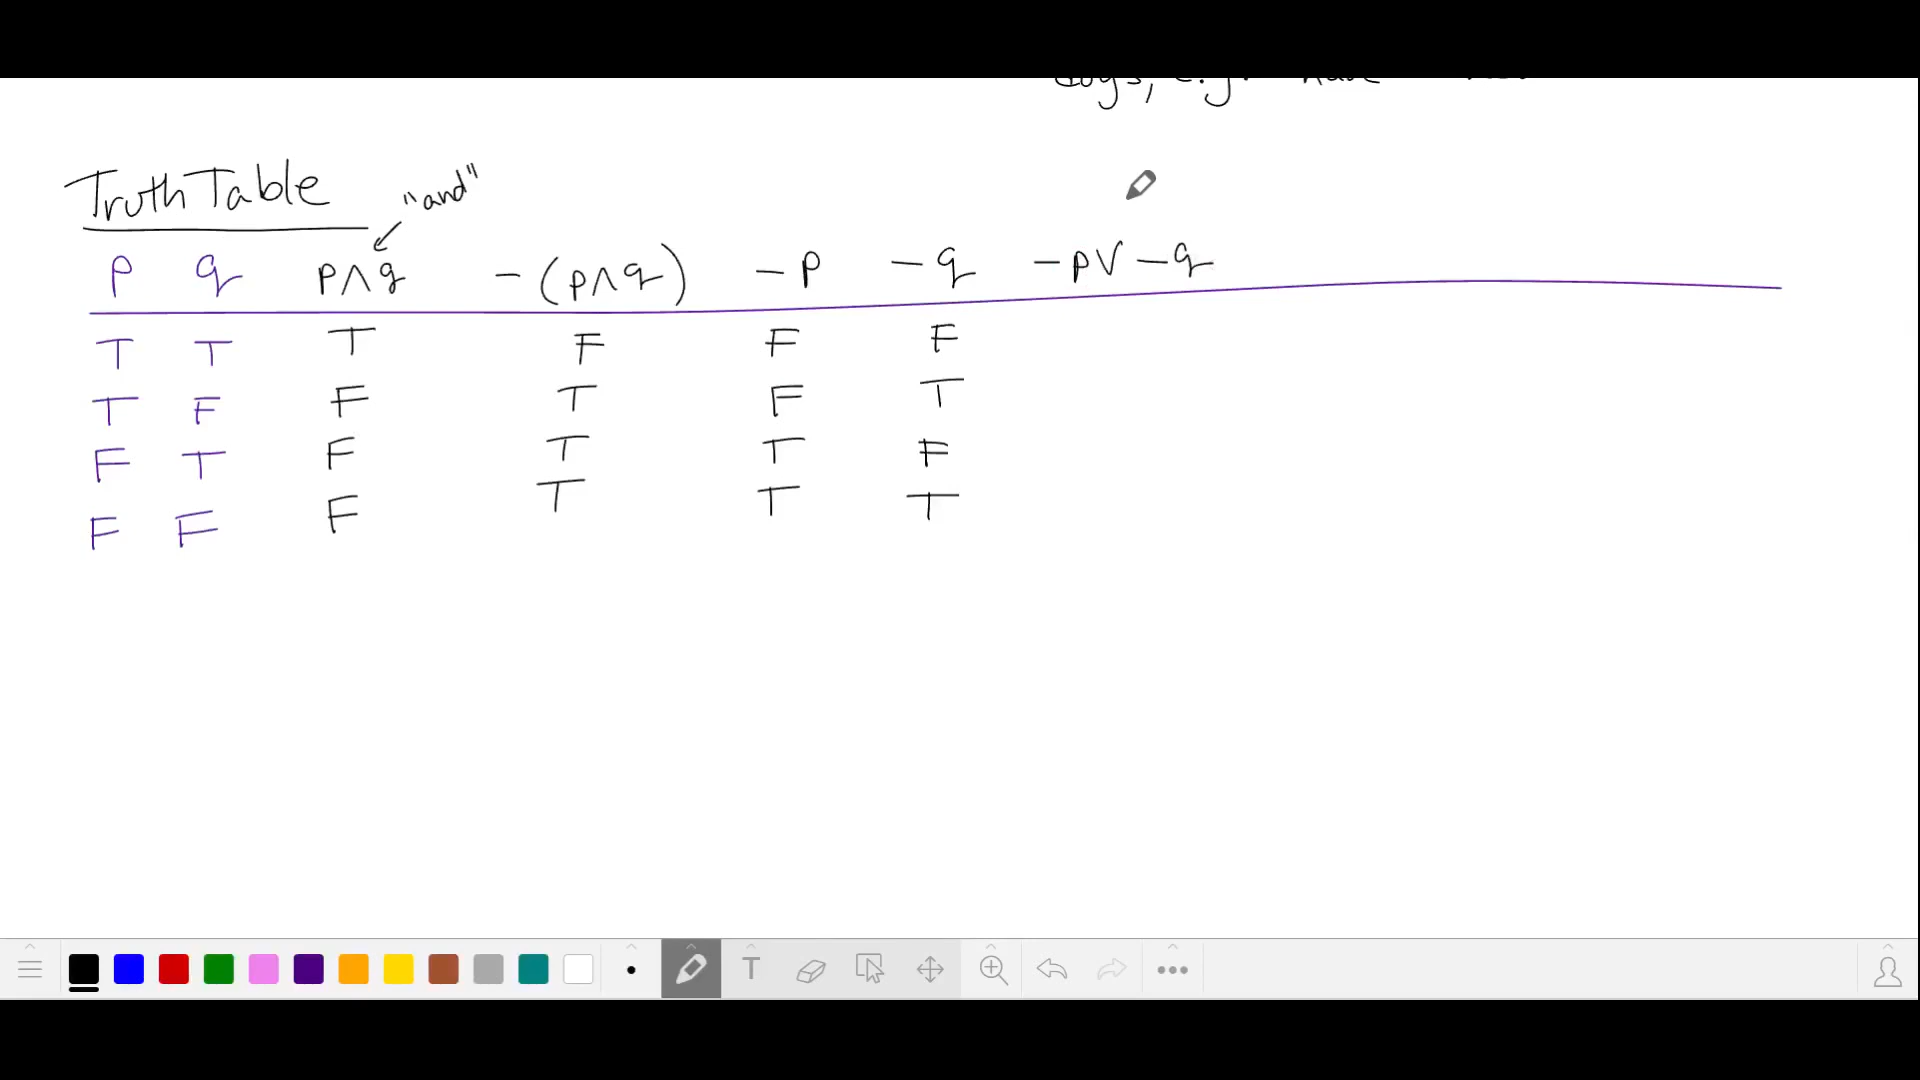 Truth Table
"and"
p q p∧q −(p∧q) −p −q −p∨−q
T T T F F F
T F F T F T
F T F T T F
F F F T T T
T